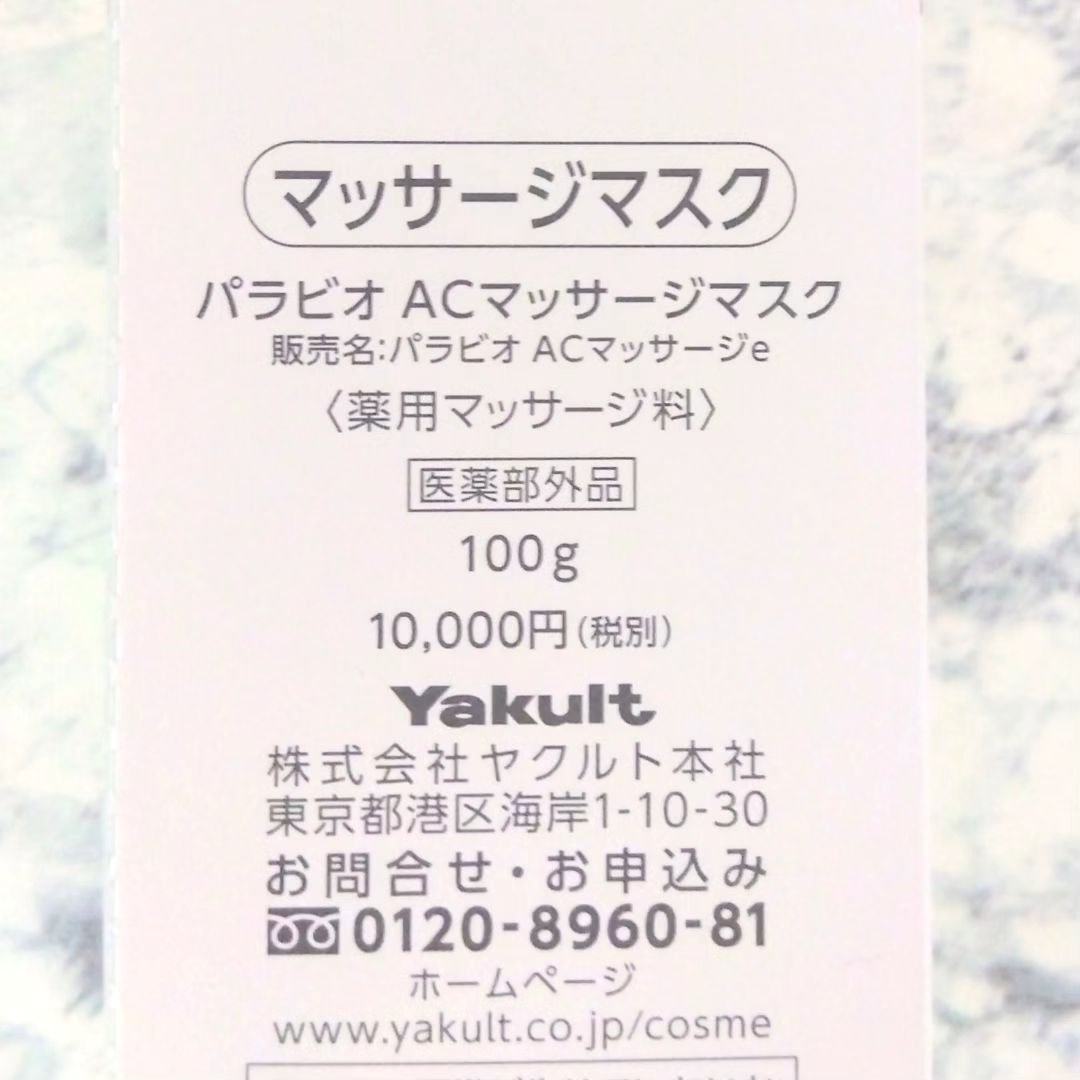 マッサージマスク
パラビオ ACマッサージマスク
販売名:パラビオ ACマッサージe
〈薬用マッサージ料〉
医薬部外品
100g
10,000円(税別)
Yakult
株式会社ヤクルト本社
東京都港区海岸1-10-30
お問合せ・お申込み
0120-8960-81
ホームページ
www.yakult.co.jp/cosme